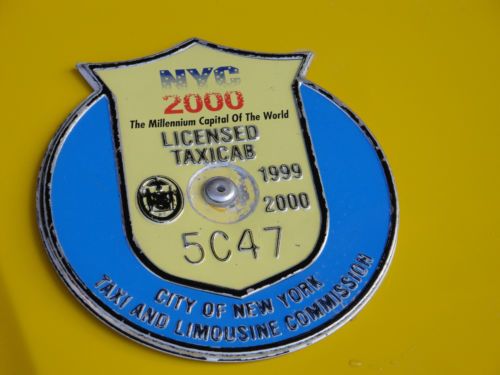 NYC
2000
The Millennium Capital Of The World
LICENSED
TAXICAB
1999
2000
5C47
CITY OF NEW YORK
TAXI AND LIMOUSINE COMMISSION